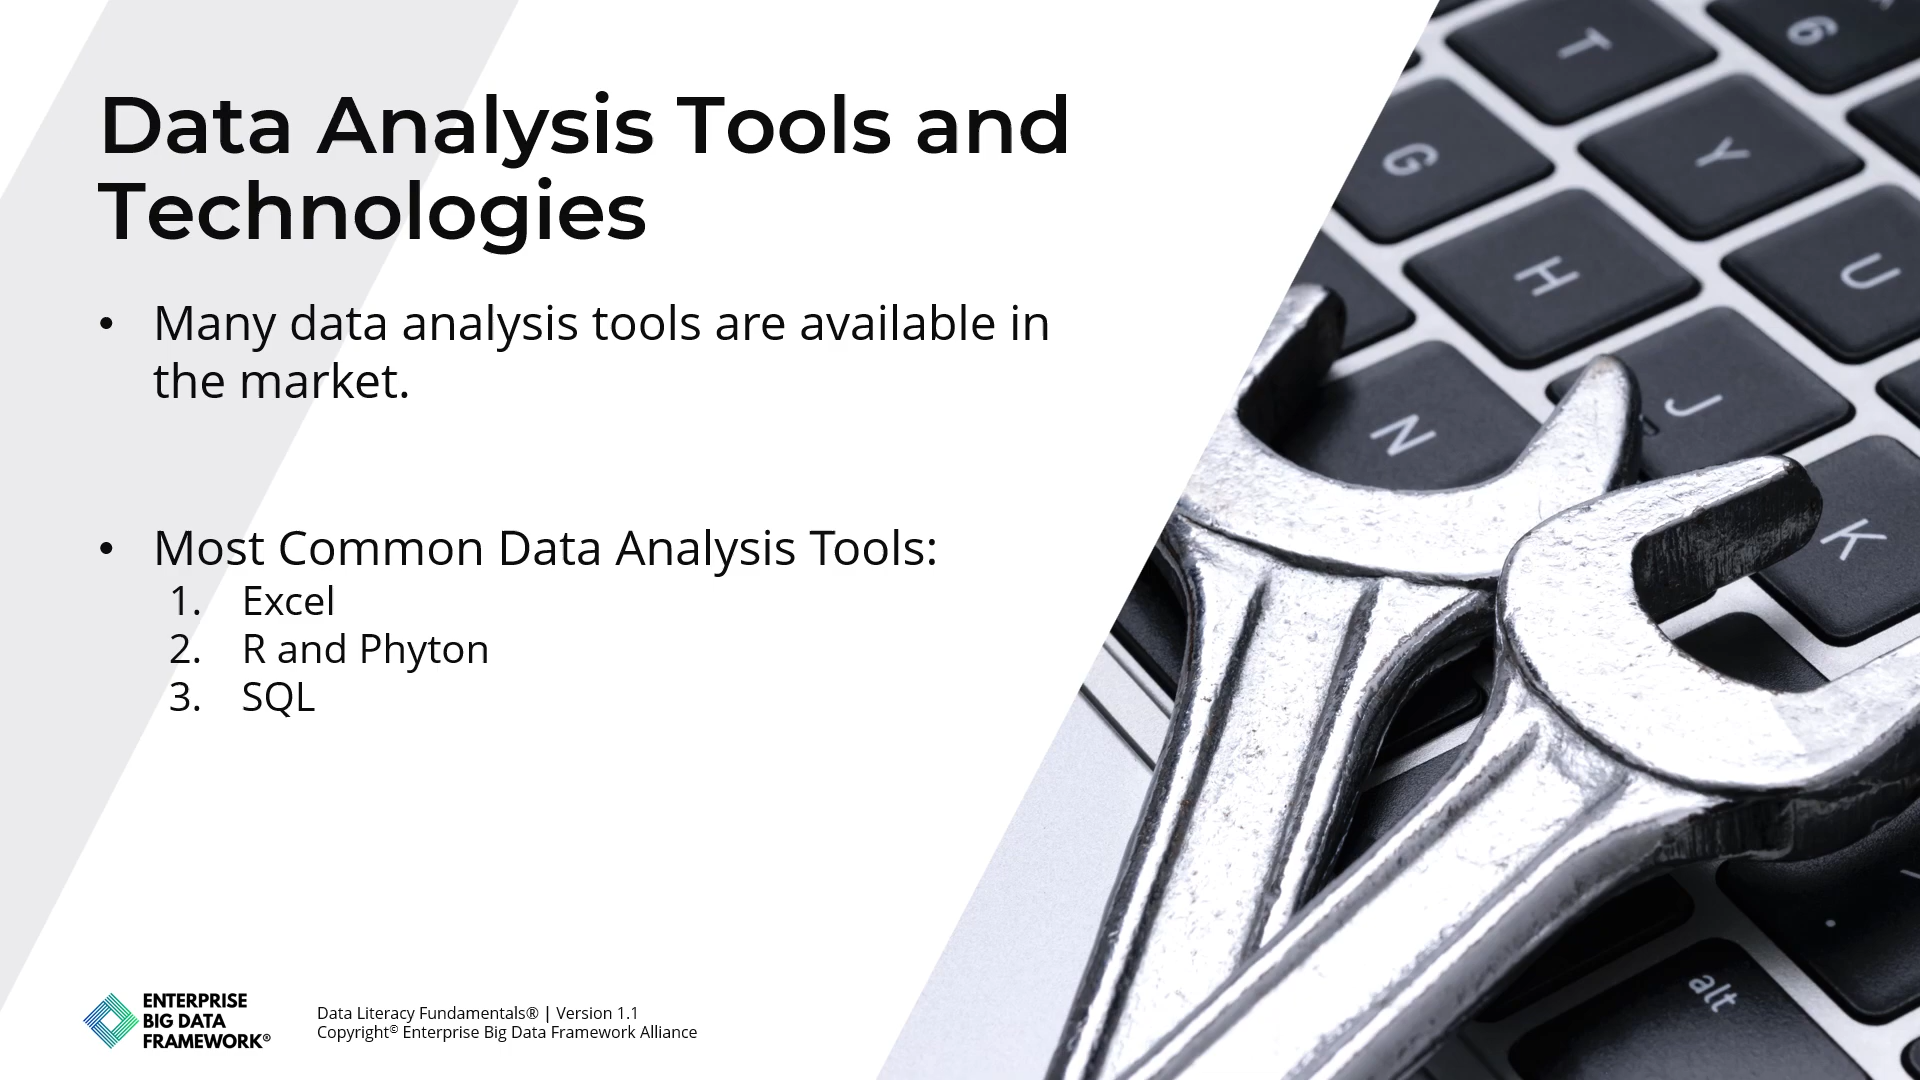 Data Analysis Tools and
Technologies
• Many data analysis tools are available in
the market.
• Most Common Data Analysis Tools:
1. Excel
2. R and Phyton
3. SQL
ENTERPRISE
BIG DATA
FRAMEWORK®
Data Literacy Fundamentals® | Version 1.1
Copyright© Enterprise Big Data Framework Alliance
T
6
G
Y
H
U
N
J
K
alt